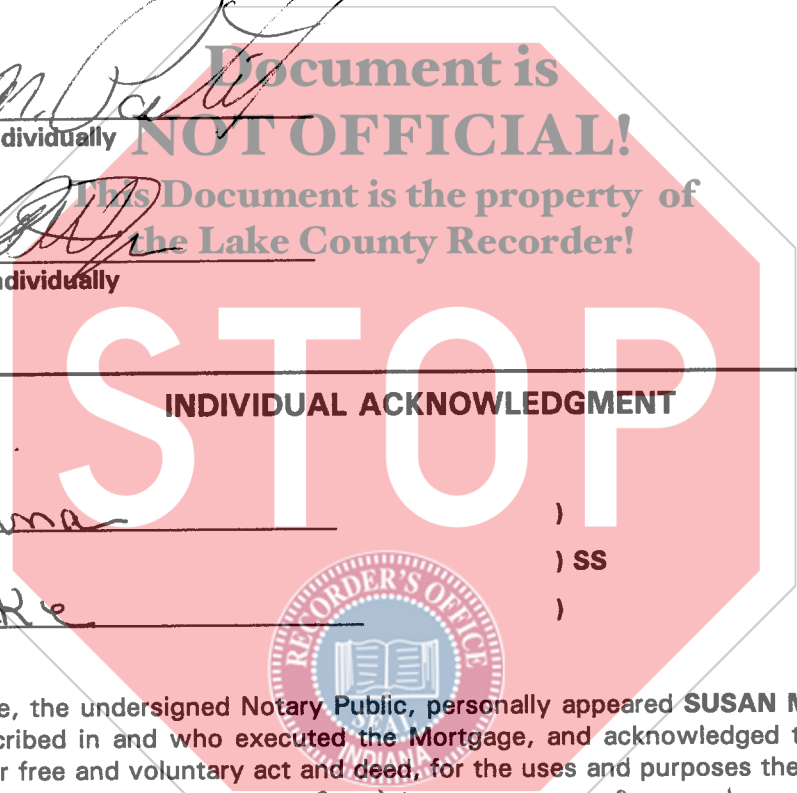 Document is
NOT OFFICIAL!
dividually
This Document is the property of
the Lake County Recorder!
dividually
STOP
INDIVIDUAL ACKNOWLEDGMENT
ana )
) SS
ke )
RECORDER'S OFFICE
SEAL
INDIANA
e, the undersigned Notary Public, personally appeared SUSAN M
cribed in and who executed the Mortgage, and acknowledged t
r free and voluntary act and deed, for the uses and purposes the